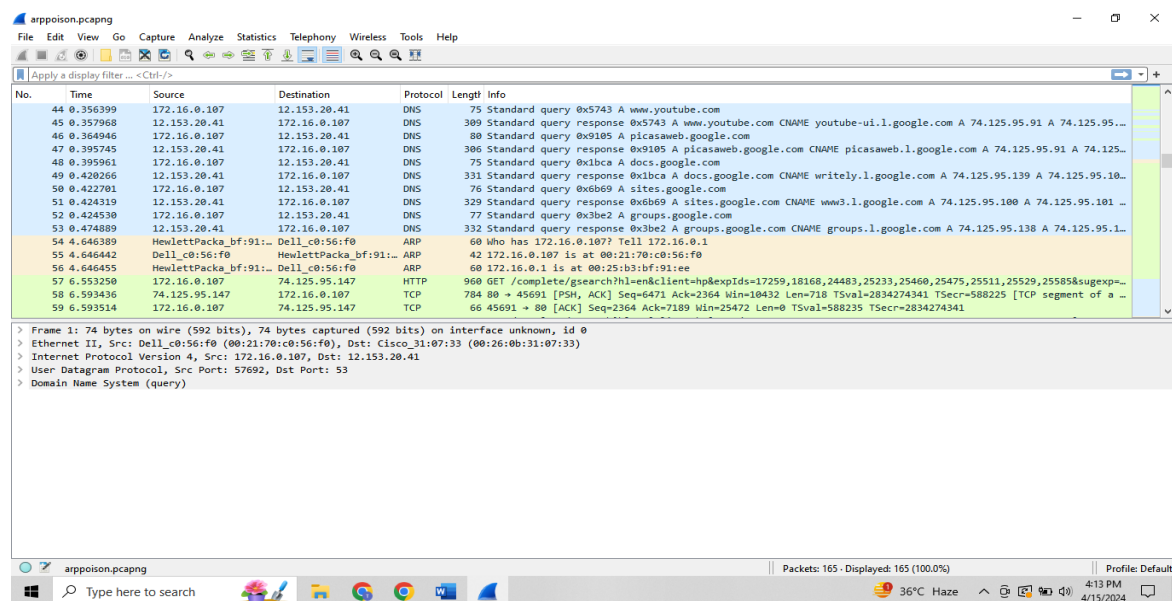 arppoison.pcapng
File Edit View Go Capture Analyze Statistics Telephony Wireless Tools Help
Apply a display filter ... <Ctrl-/>
No. Time Source Destination Protocol Length Info
44 0.356399 172.16.0.107 12.153.20.41 DNS 75 Standard query 0x5743 A www.youtube.com
45 0.357968 12.153.20.41 172.16.0.107 DNS 309 Standard query response 0x5743 A www.youtube.com CNAME youtube-ui.l.google.com A 74.125.95.91 A 74.125.95.…
46 0.364946 172.16.0.107 12.153.20.41 DNS 80 Standard query 0x9105 A picasaweb.google.com
47 0.395745 12.153.20.41 172.16.0.107 DNS 306 Standard query response 0x9105 A picasaweb.google.com CNAME picasaweb.l.google.com A 74.125.95.91 A 74.125…
48 0.395961 172.16.0.107 12.153.20.41 DNS 75 Standard query 0x1bca A docs.google.com
49 0.420266 12.153.20.41 172.16.0.107 DNS 331 Standard query response 0x1bca A docs.google.com CNAME writely.l.google.com A 74.125.95.139 A 74.125.95.10…
50 0.422701 172.16.0.107 12.153.20.41 DNS 76 Standard query 0x6b69 A sites.google.com
51 0.424319 12.153.20.41 172.16.0.107 DNS 329 Standard query response 0x6b69 A sites.google.com CNAME www3.l.google.com A 74.125.95.100 A 74.125.95.101 …
52 0.424530 172.16.0.107 12.153.20.41 DNS 77 Standard query 0x3be2 A groups.google.com
53 0.474889 12.153.20.41 172.16.0.107 DNS 332 Standard query response 0x3be2 A groups.google.com CNAME groups.l.google.com A 74.125.95.138 A 74.125.95.1…
54 4.646389 HewlettPacka_bf:91:… Dell_c0:56:f0 ARP 60 Who has 172.16.0.107? Tell 172.16.0.1
55 4.646442 Dell_c0:56:f0 HewlettPacka_bf:91:… ARP 42 172.16.0.107 is at 00:21:70:c0:56:f0
56 4.646455 HewlettPacka_bf:91:… Dell_c0:56:f0 ARP 60 172.16.0.1 is at 00:25:b3:bf:91:ee
57 6.553250 172.16.0.107 74.125.95.147 HTTP 960 GET /complete/gsearch?hl=en&client=hp&expIds=17259,18168,24483,25233,25460,25475,25511,25529,25585&sugexp=…
58 6.593436 74.125.95.147 172.16.0.107 TCP 784 80 → 45691 [PSH, ACK] Seq=6471 Ack=2364 Win=10432 Len=718 TSval=2834274341 TSecr=588225 [TCP segment of a …
59 6.593514 172.16.0.107 74.125.95.147 TCP 66 45691 → 80 [ACK] Seq=2364 Ack=7189 Win=25472 Len=0 TSval=588235 TSecr=2834274341
> Frame 1: 74 bytes on wire (592 bits), 74 bytes captured (592 bits) on interface unknown, id 0
> Ethernet II, Src: Dell_c0:56:f0 (00:21:70:c0:56:f0), Dst: Cisco_31:07:33 (00:26:0b:31:07:33)
> Internet Protocol Version 4, Src: 172.16.0.107, Dst: 12.153.20.41
> User Datagram Protocol, Src Port: 57692, Dst Port: 53
> Domain Name System (query)
arppoison.pcapng Packets: 165 · Displayed: 165 (100.0%) Profile: Default
Type here to search 36°C Haze 4:13 PM
4/15/2024